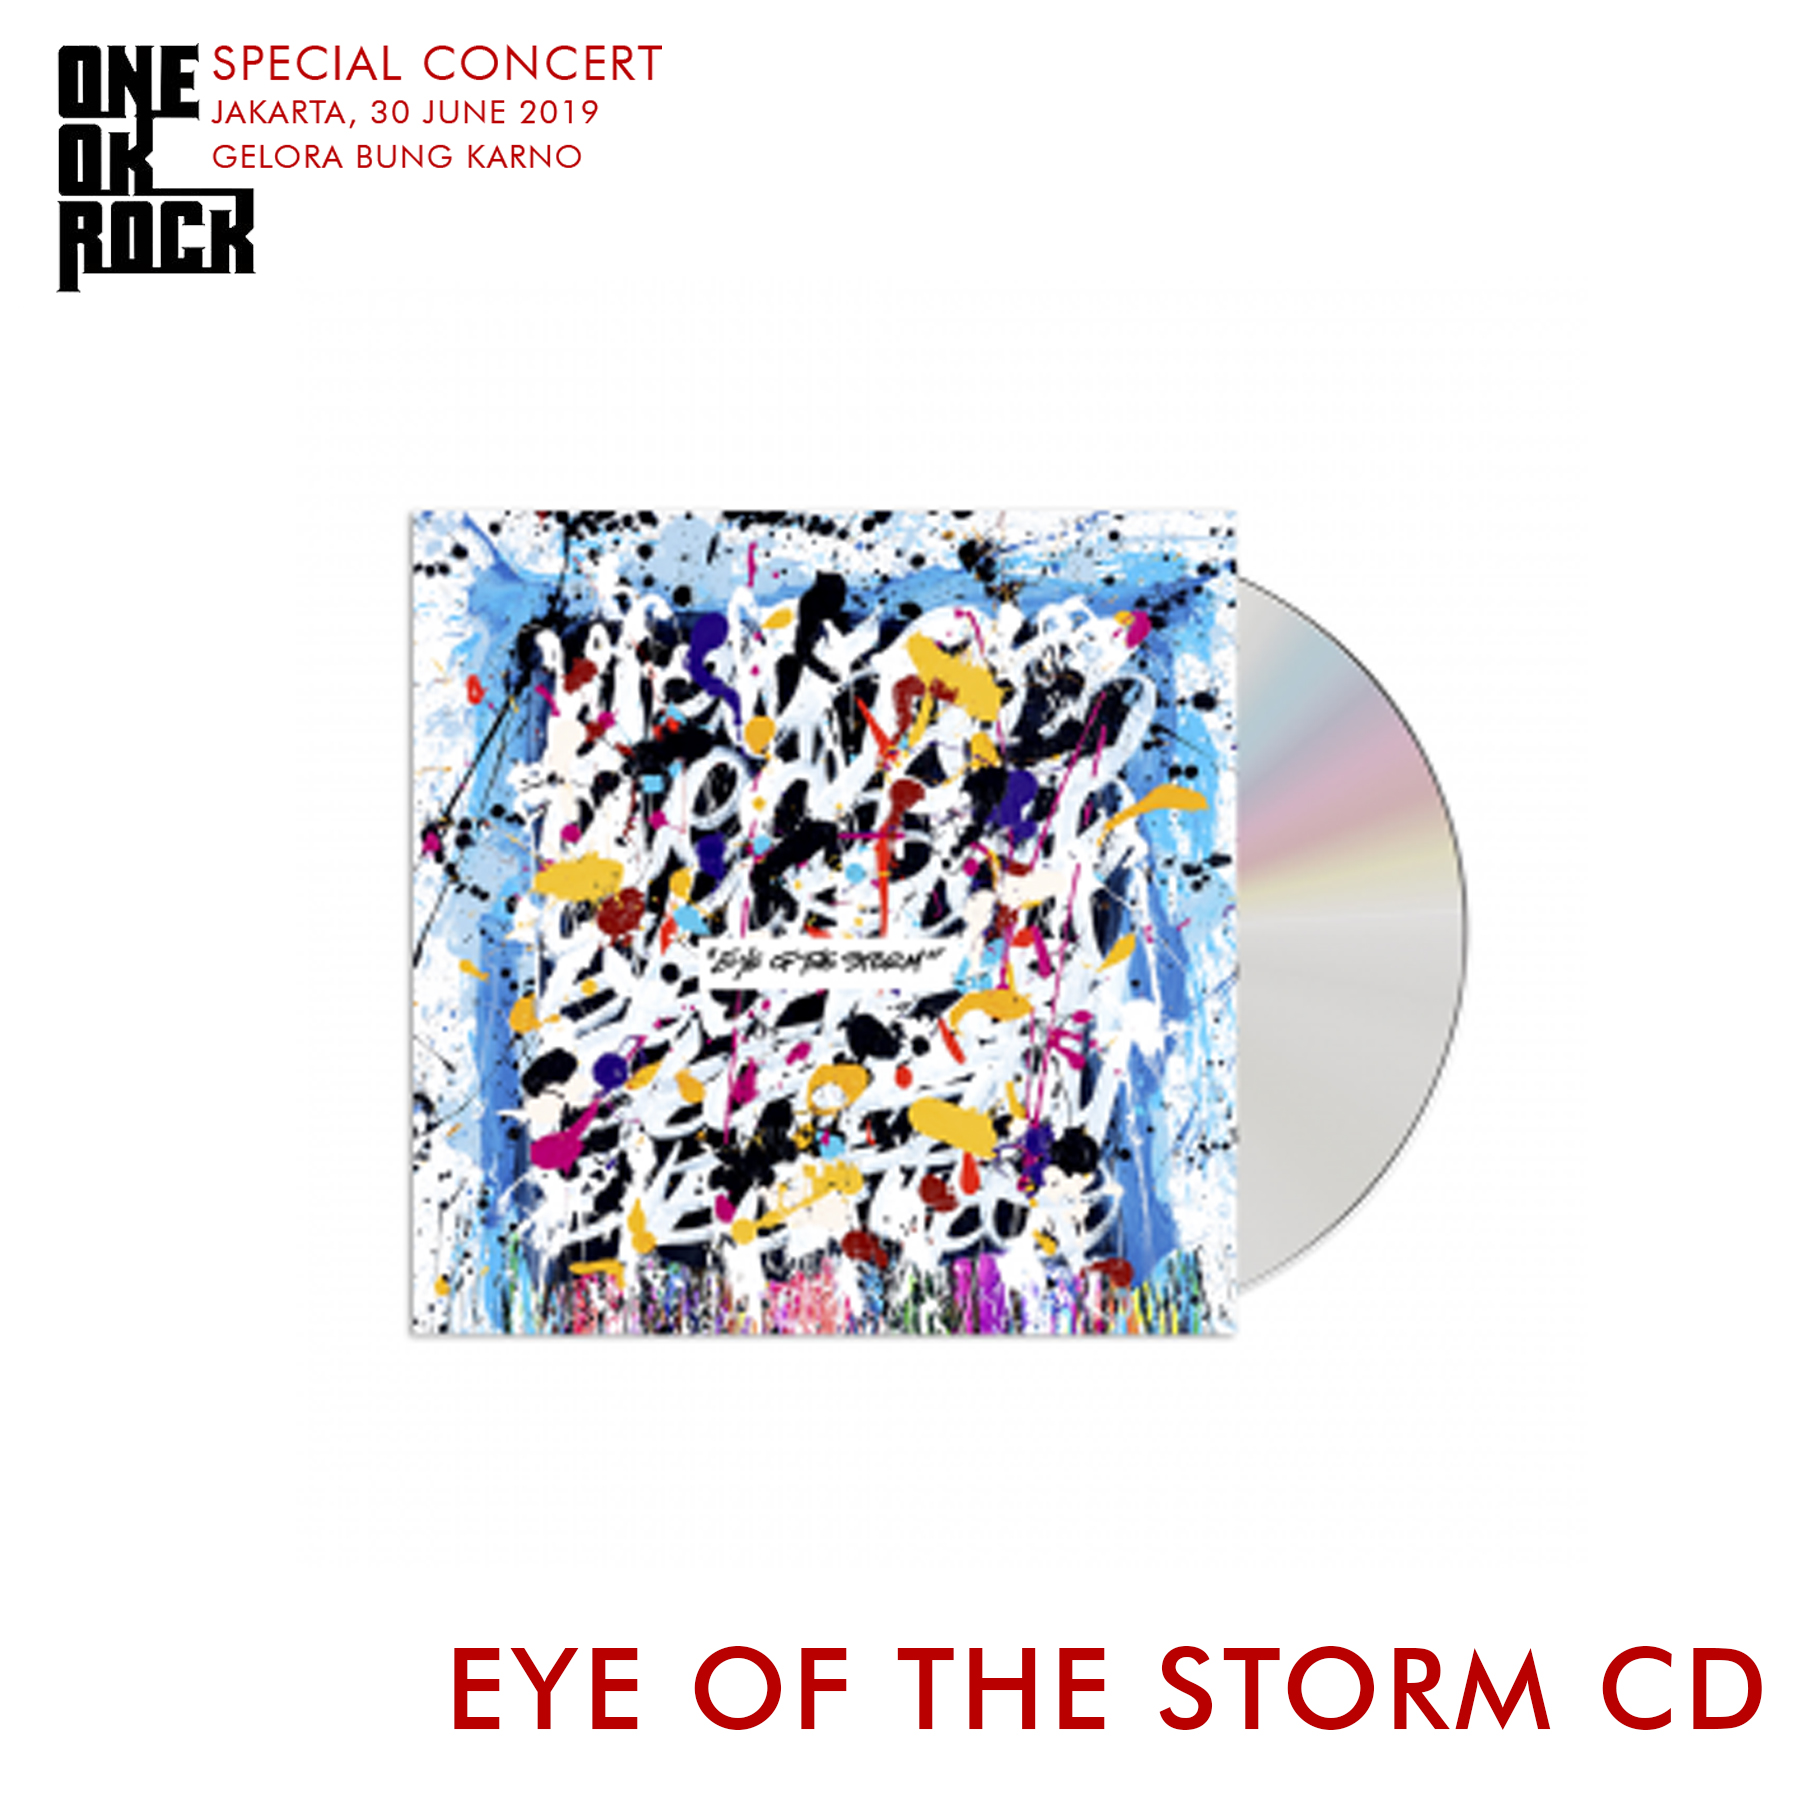 ONE
OK
ROCK
SPECIAL CONCERT
JAKARTA, 30 JUNE 2019
GELORA BUNG KARNO
"EYE OF THE STORM"
EYE OF THE STORM CD